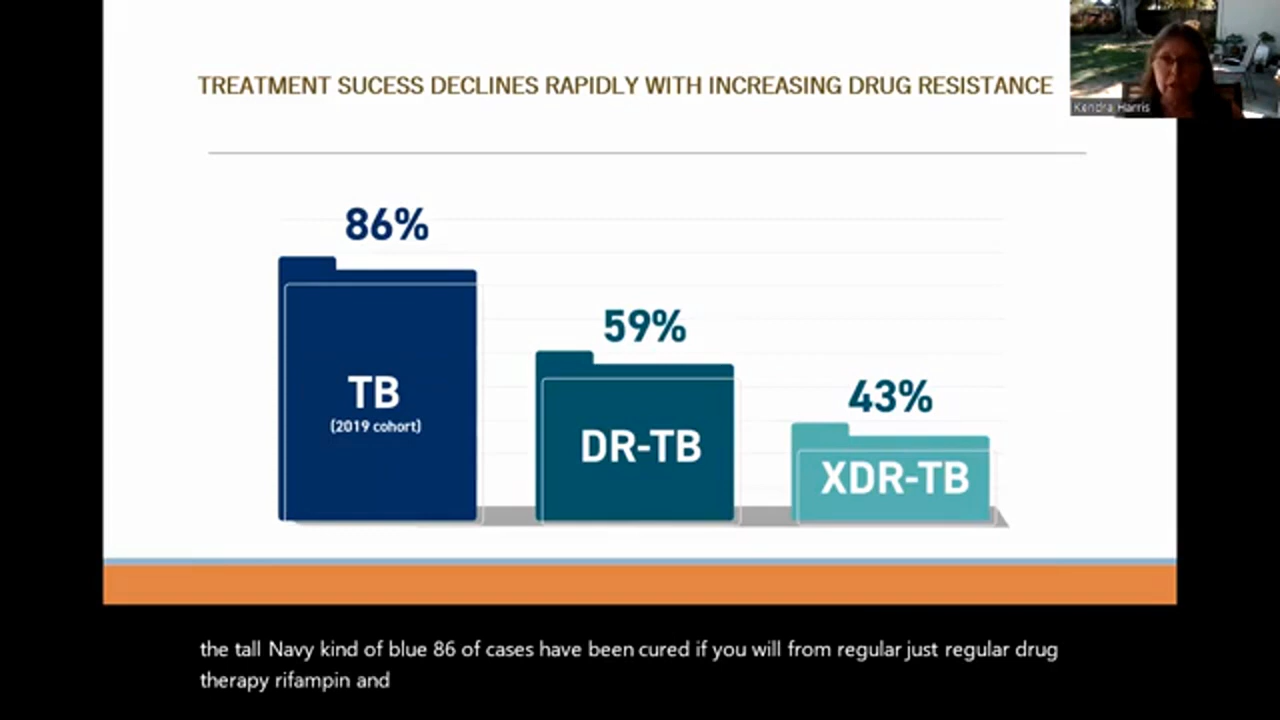 TREATMENT SUCESS DECLINES RAPIDLY WITH INCREASING DRUG RESISTANCE
Kendra Harris
86%
59%
43%
TB
(2019 cohort)
DR-TB
XDR-TB
the tall Navy kind of blue 86 of cases have been cured if you will from regular just regular drug
therapy rifampin and